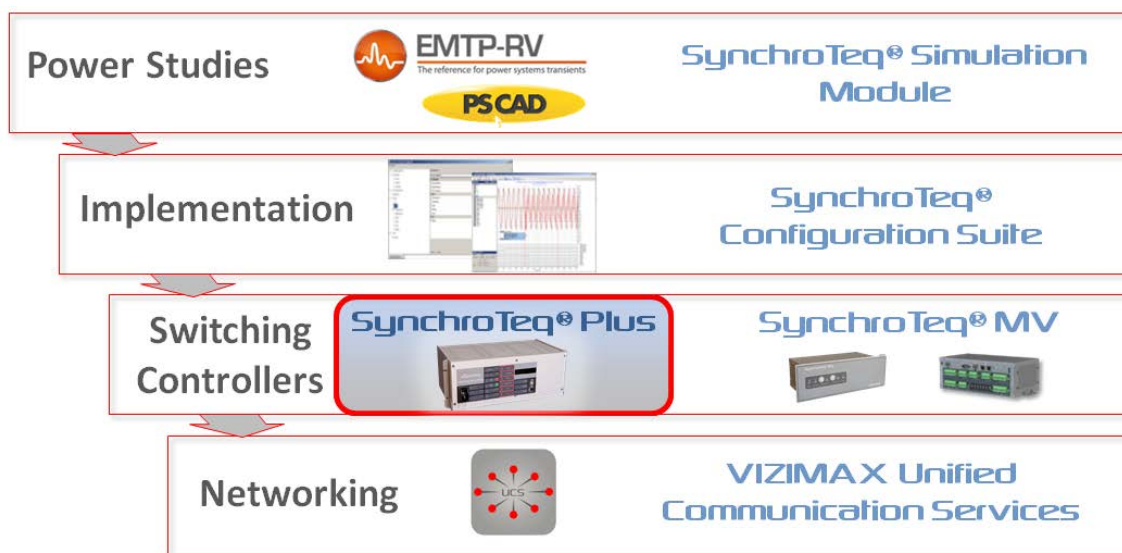 Power Studies
EMTP-RV
The reference for power systems transients
PSCAD
SynchroTeq® Simulation
Module
Implementation
SynchroTeq®
Configuration Suite
Switching
Controllers
SynchroTeq® Plus
SynchroTeq® MV
Networking
UCS
VIZIMAX Unified
Communication Services